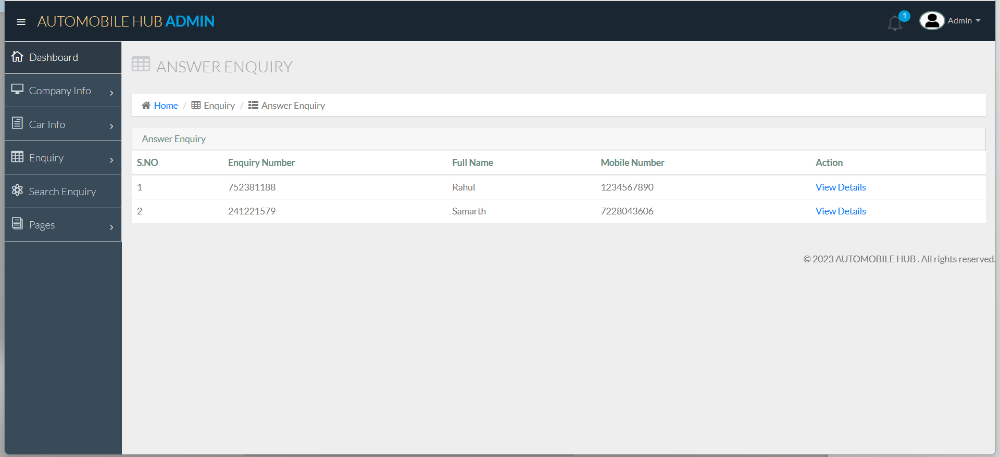 AUTOMOBILE HUB ADMIN
1
Admin
Dashboard
Company Info
Car Info
Enquiry
Search Enquiry
Pages
ANSWER ENQUIRY
Home / Enquiry / Answer Enquiry
Answer Enquiry
S.NO Enquiry Number Full Name Mobile Number Action
1 752381188 Rahul 1234567890 View Details
2 241221579 Samarth 7228043606 View Details
© 2023 AUTOMOBILE HUB . All rights reserved.